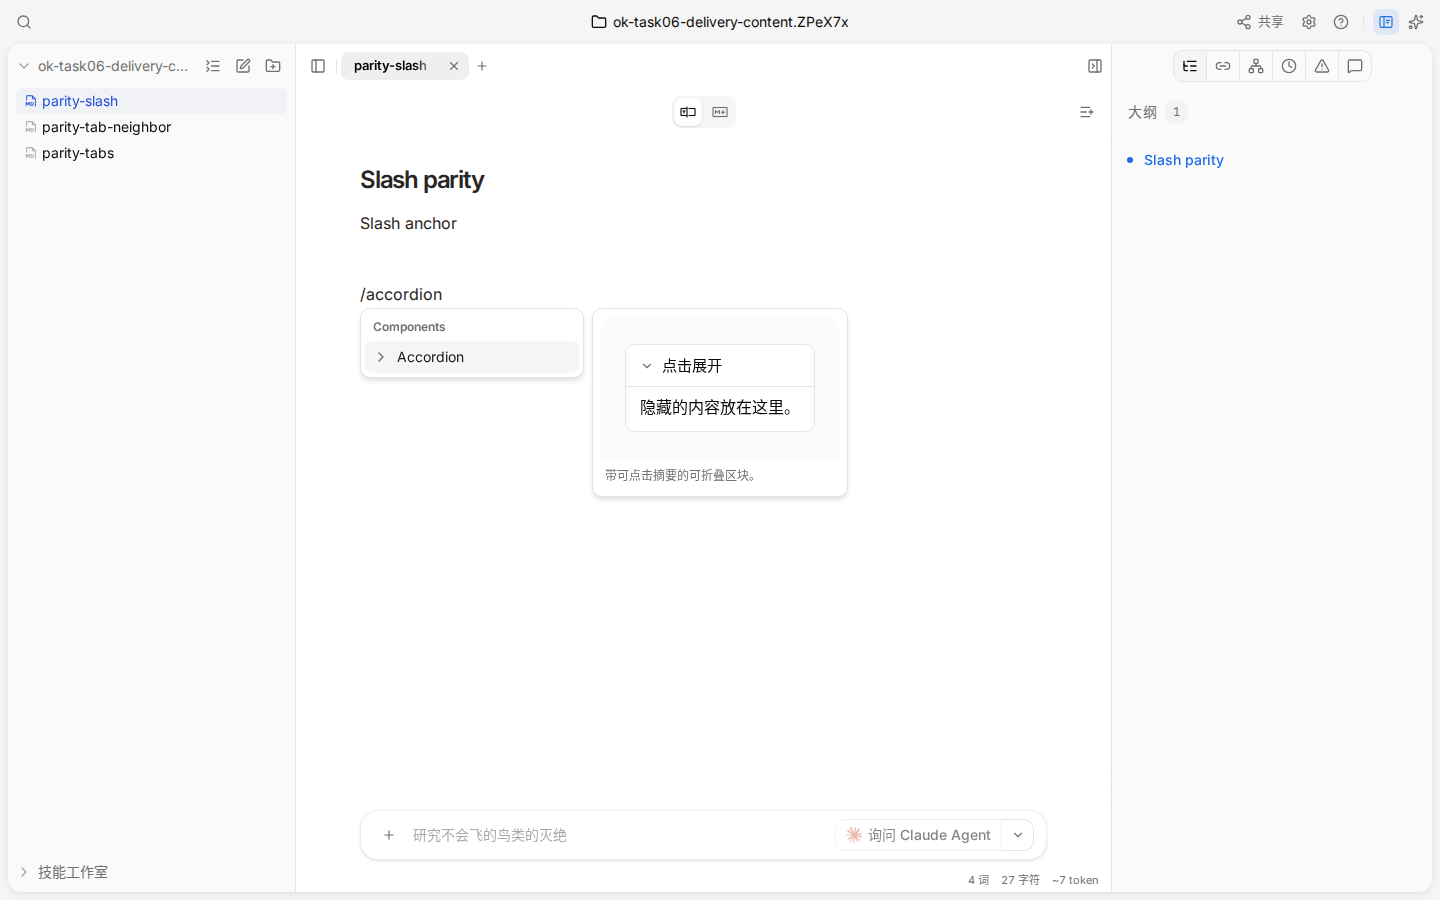 ok-task06-delivery-content.ZPeX7x
共享
ok-task06-delivery-c...
parity-slash
parity-tab-neighbor
parity-tabs
技能工作室
parity-slash
Slash parity
Slash anchor
/accordion
Components
Accordion
点击展开
隐藏的内容放在这里。
带可点击摘要的可折叠区块。
研究不会飞的鸟类的灭绝
询问 Claude Agent
4 词
27 字符
~7 token
大纲
1
Slash parity